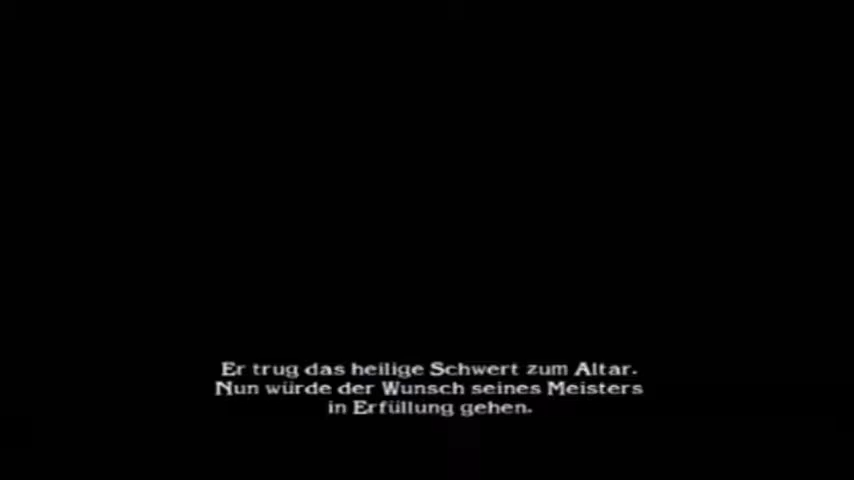 Er trug das heilige Schwert zum Altar.
Nun würde der Wunsch seines Meisters
in Erfüllung gehen.